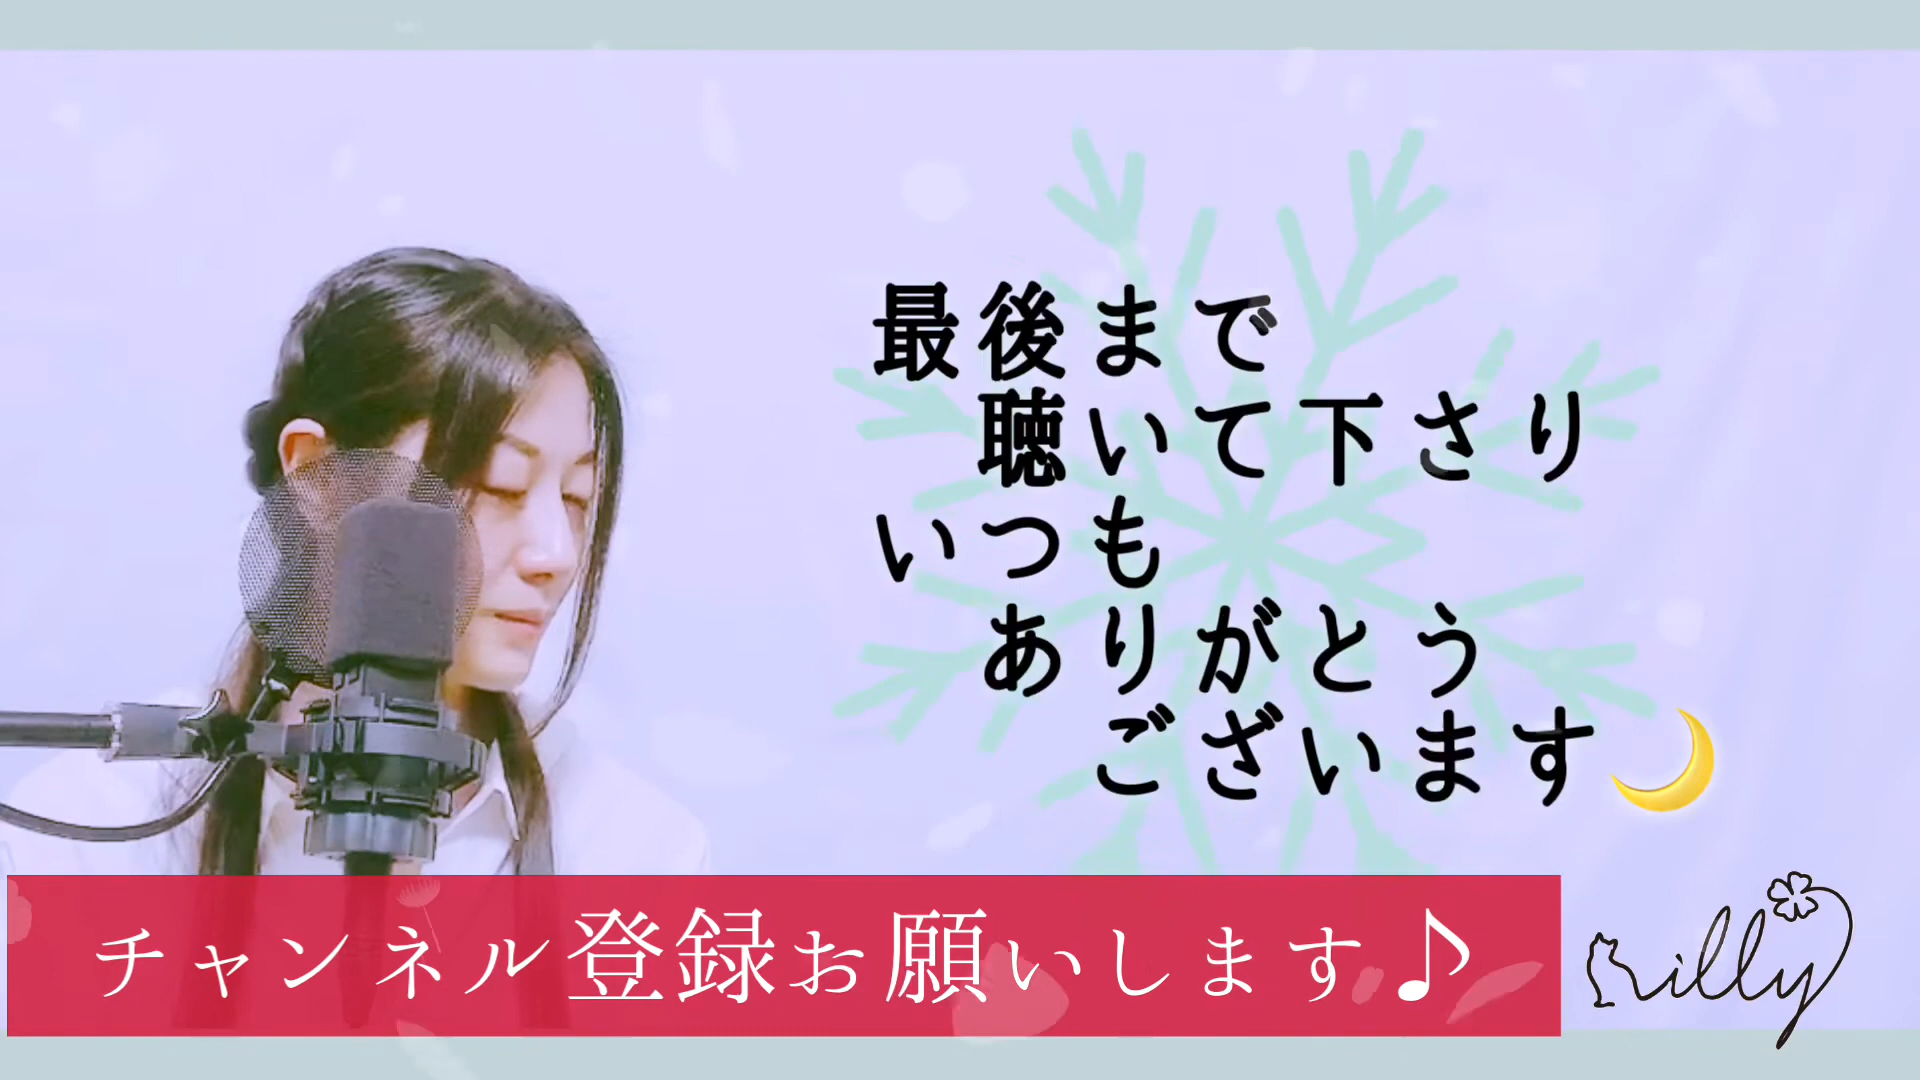 最後まで
聴いて下さり
いつも
ありがとう
ございます🌙
チャンネル登録お願いします♪